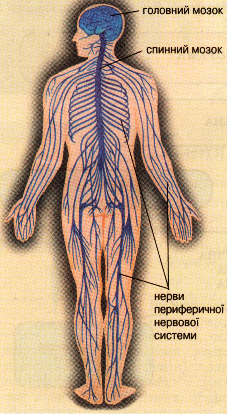 головний мозок
спинний мозок
нерви
периферичної
нервової
системи